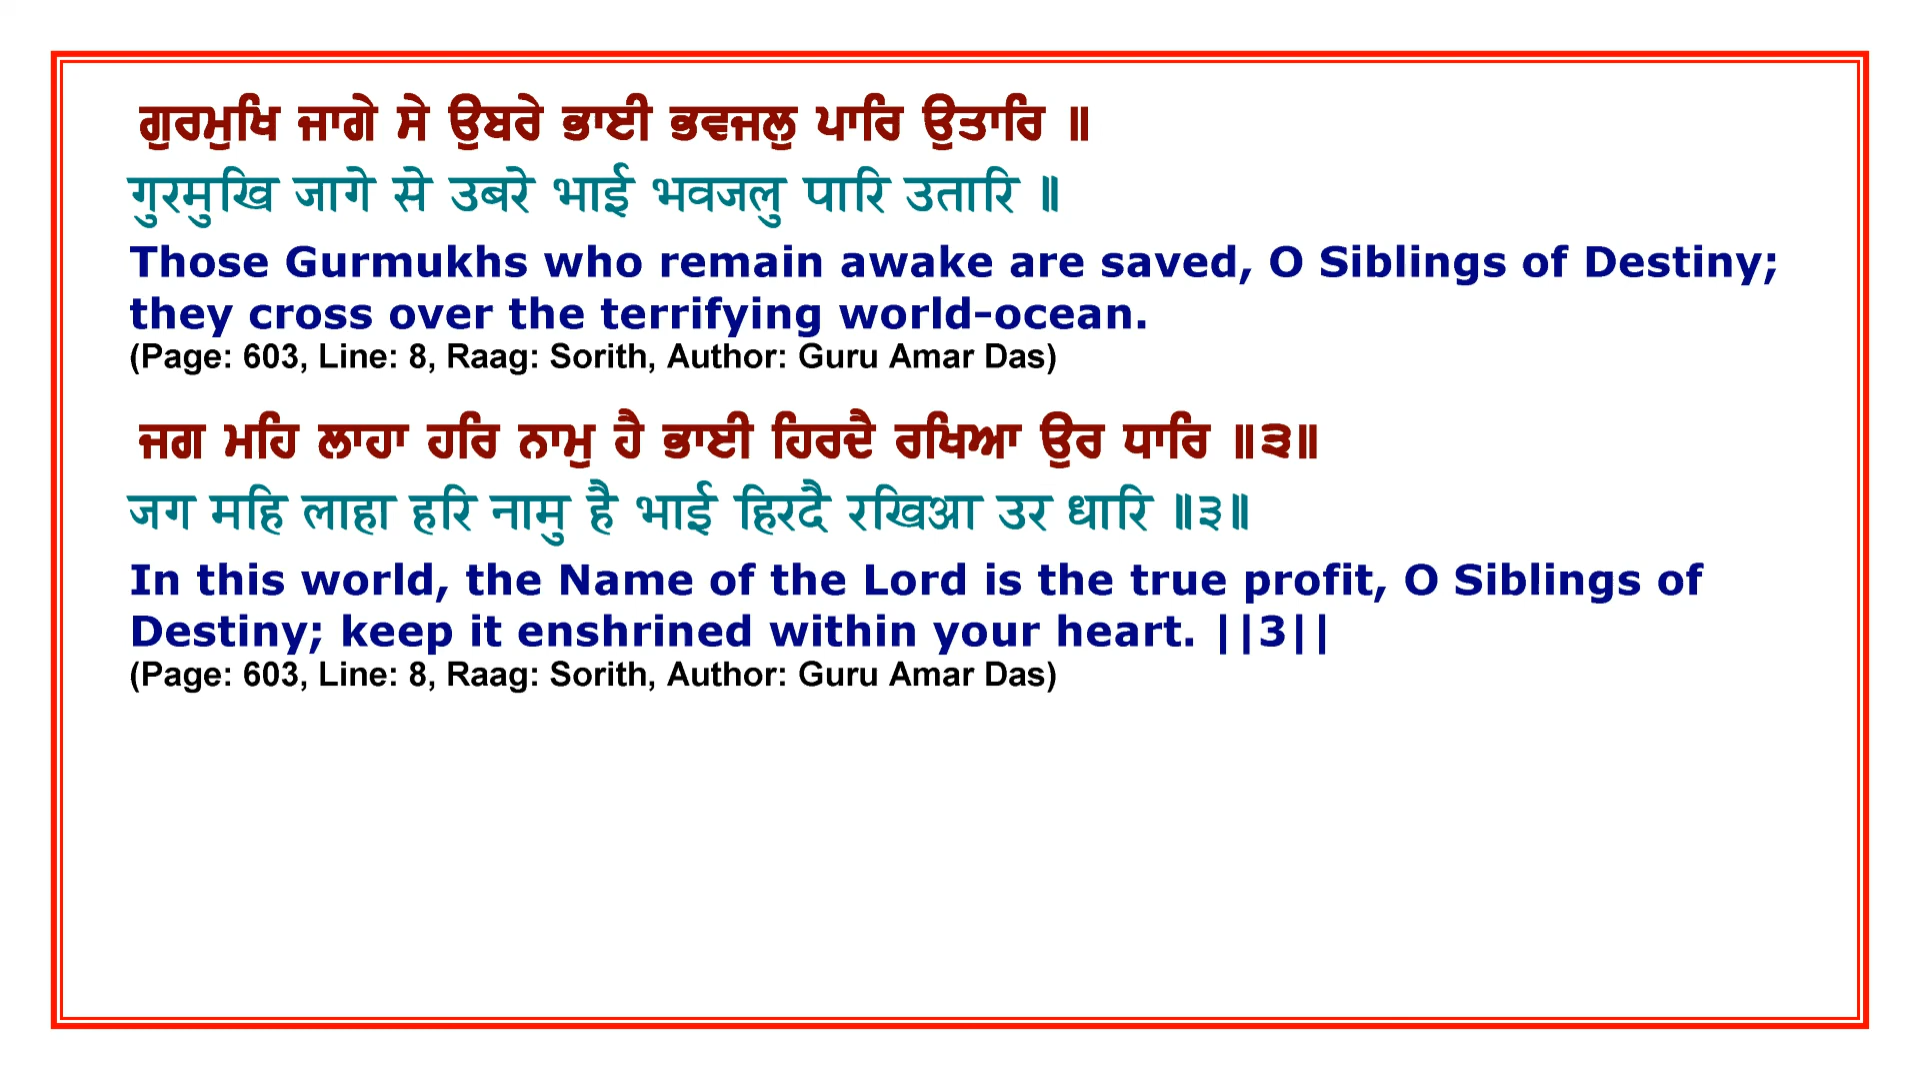 ਗੁਰਮੁਖਿ ਜਾਗੇ ਸੇ ਉਬਰੇ ਭਾਈ ਭਵਜਲੁ ਪਾਰਿ ਉਤਾਰਿ ॥
गुरमुखि जागे से उबरे भाई भवजलु पारि उतारि ॥
Those Gurmukhs who remain awake are saved, O Siblings of Destiny;
they cross over the terrifying world-ocean.
(Page: 603, Line: 8, Raag: Sorith, Author: Guru Amar Das)
ਜਗ ਮਹਿ ਲਾਹਾ ਹਰਿ ਨਾਮੁ ਹੈ ਭਾਈ ਹਿਰਦੈ ਰਖਿਆ ਉਰ ਧਾਰਿ ॥੩॥
जग महि लाहा हरि नामु है भाई हिरदै रखिआ उर धारि ॥३॥
In this world, the Name of the Lord is the true profit, O Siblings of
Destiny; keep it enshrined within your heart. ||3||
(Page: 603, Line: 8, Raag: Sorith, Author: Guru Amar Das)